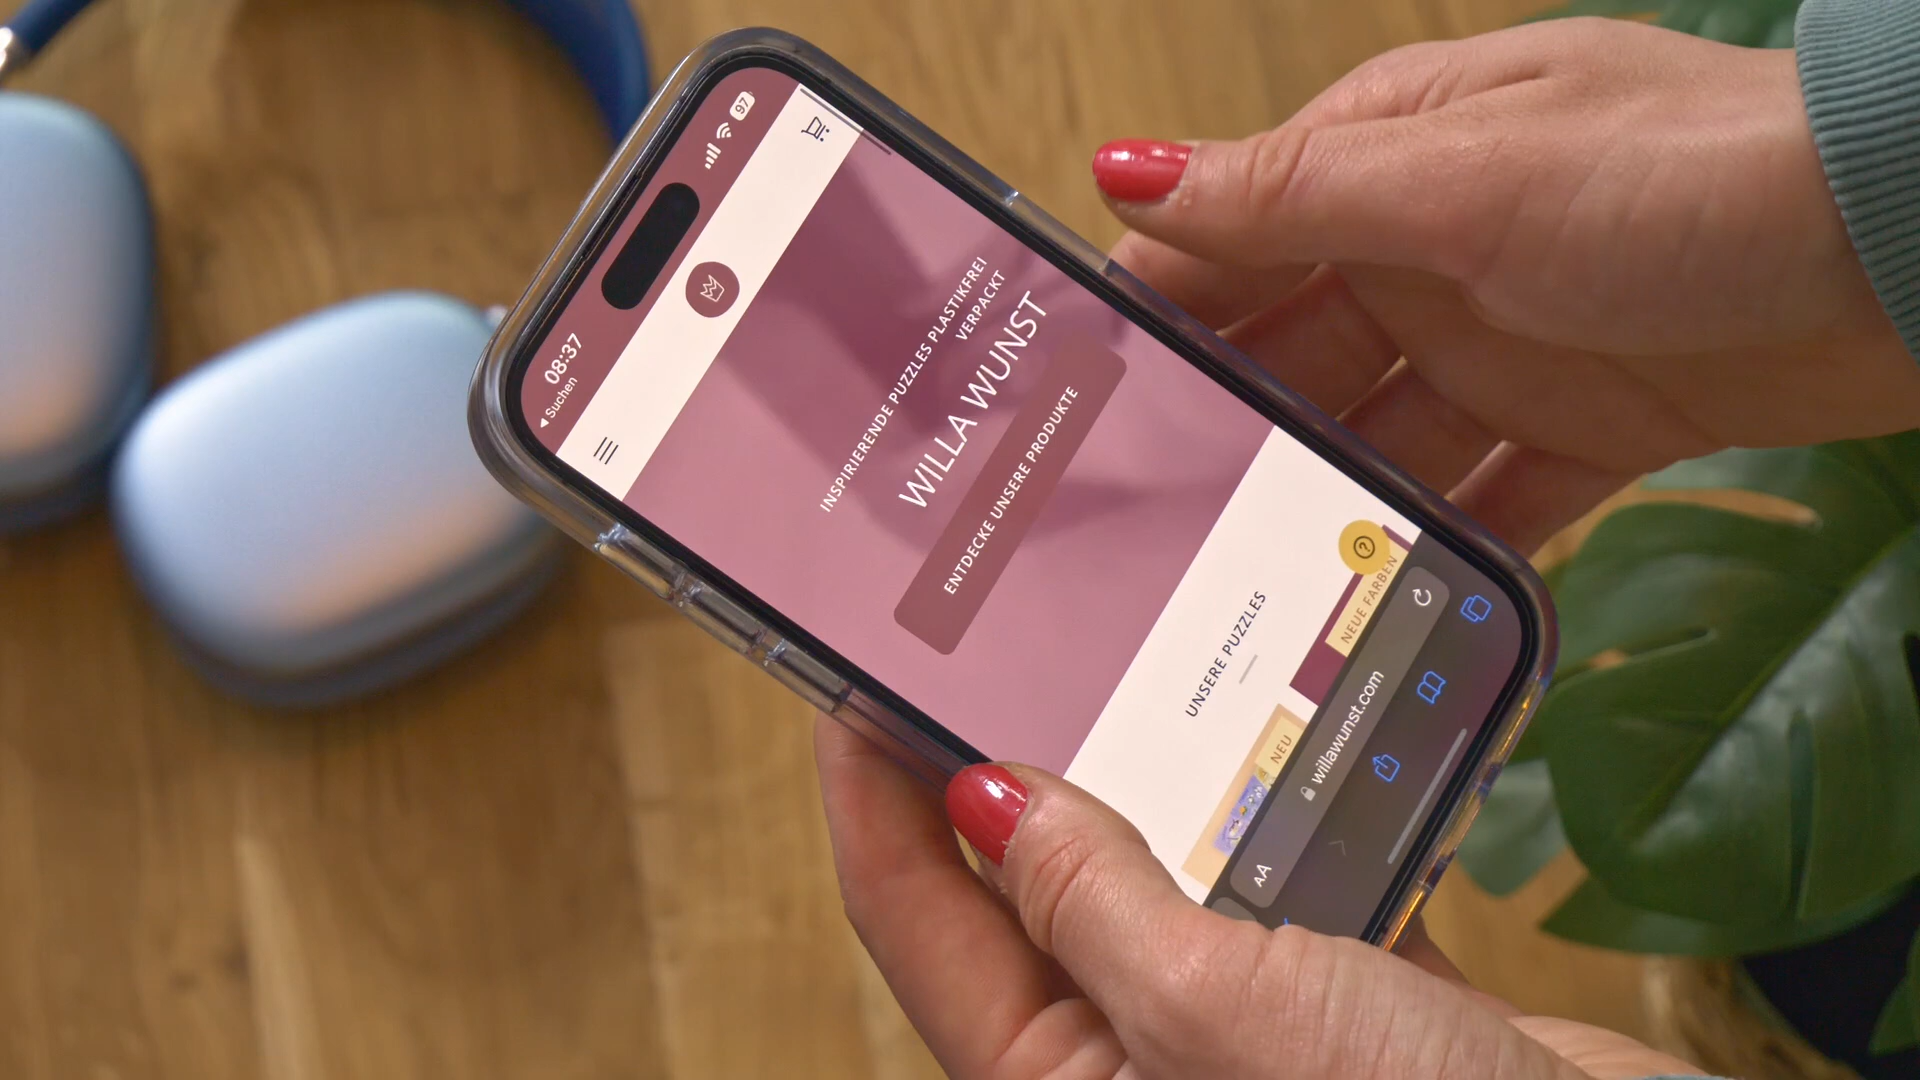 08:37
97
◀ Suchen
INSPIRIERENDE PUZZLES PLASTIKFREI
VERPACKT
WILLA WUNST
ENTDECKE UNSERE PRODUKTE
UNSERE PUZZLES
?
NEU
NEUE FARBEN
AA
willawunst.com